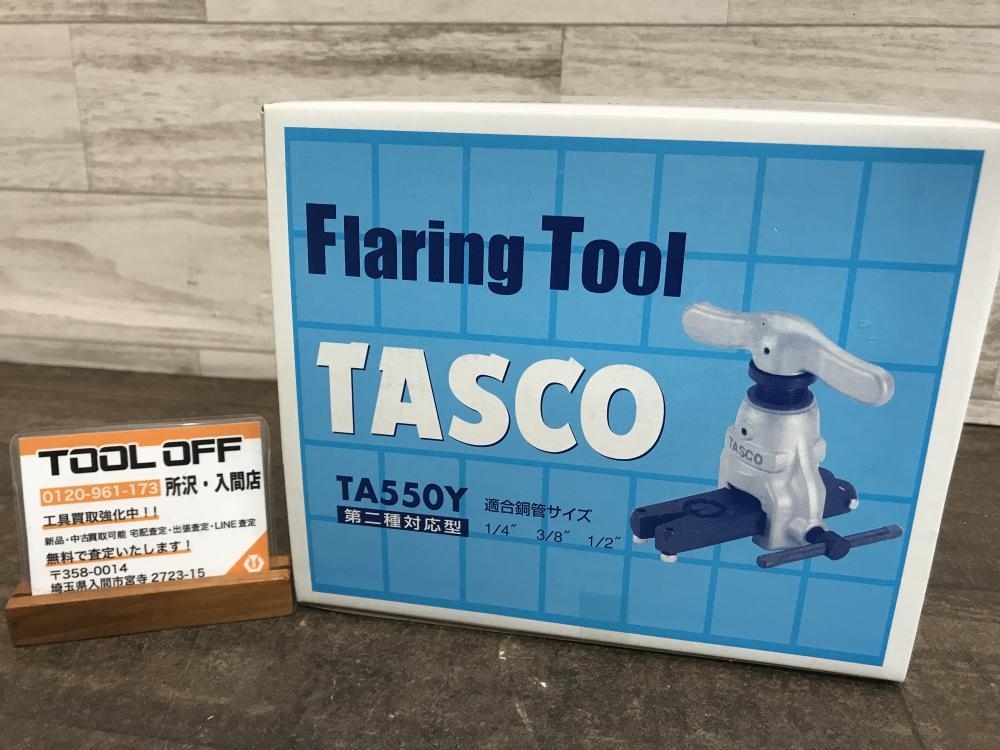 Flaring Tool
TASCO
TA550Y
第二種対応型
適合銅管サイズ
1/4" 3/8" 1/2"
TASCO
TOOL OFF
0120-961-173 所沢・入間店
工具買取強化中！！
新品・中古買取可能 宅配査定・出張査定・LINE査定
無料で査定いたします！
〒358-0014
埼玉県入間市宮寺 2723-15